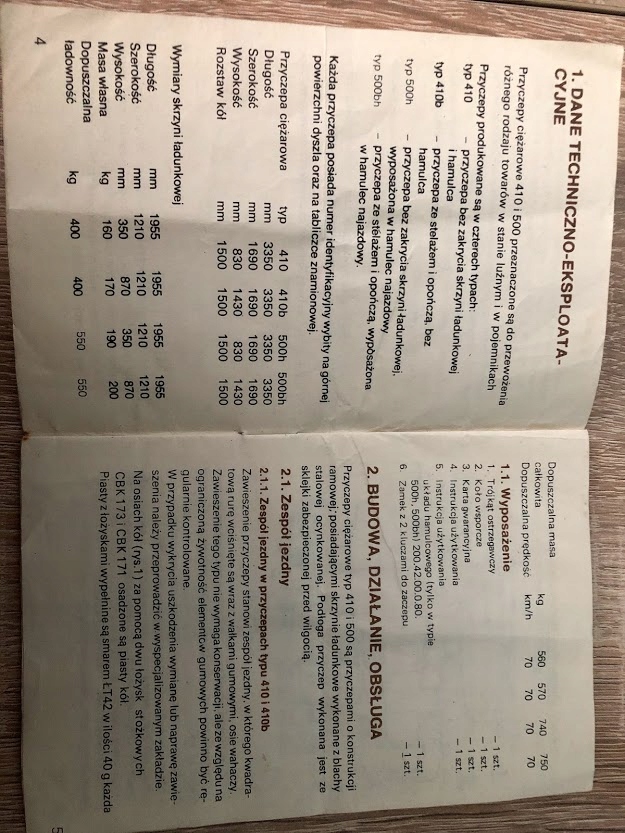 1. DANE TECHNICZNO-EKSPLOATA-
CYJNE
Przyczepy ciężarowe 410 i 500 przeznaczone są do przewożenia
różnego rodzaju towarów w stanie luźnym i w pojemnikach
Przyczepy produkowane są w czterech typach:
typ 410 – przyczepa bez zakrycia skrzyni ładunkowej
i hamulca
typ 410b – przyczepa ze stelażem i opończą, bez
hamulca
typ 500h – przyczepa bez zakrycia skrzyni ładunkowej,
wyposażona w hamulec najazdowy
typ 500bh – przyczepa ze stelażem i opończą, wyposażona
w hamulec najazdowy.
Każda przyczepa posiada numer identyfikacyjny wybity na górnej
powierzchni dyszla oraz na tabliczce znamionowej.
Przyczepa ciężarowa typ 410 410b 500h 500bh
Długość mm 3350 3350 3350 3350
Szerokość mm 1690 1690 1690 1690
Wysokość mm 830 1430 830 1430
Rozstaw kół mm 1500 1500 1500 1500
Wymiary skrzyni ładunkowej
Długość mm 1955 1955 1955 1955
Szerokość mm 1210 1210 1210 1210
Wysokość mm 350 870 350 870
Masa własna kg 160 170 190 200
Dopuszczalna
ładowność kg 400 400 550 550
4
Dopuszczalna masa
całkowita kg 560 570 740 750
Dopuszczalna prędkość km/h 70 70 70 70
1.1. Wyposażenie
1. Trójkąt ostrzegawczy – 1 szt.
2. Koło wsporcze – 1 szt.
3. Karta gwarancyjna – 1 szt.
4. Instrukcja użytkowania – 1 szt.
5. Instrukcja użytkowania
układu hamulcowego (tylko w typie
500h, 500bh) 200.42.00.0.80. – 1 szt.
6. Zamek z 2 kluczami do zaczepu – 1 szt.
2. BUDOWA, DZIAŁANIE, OBSŁUGA
Przyczepy ciężarowe typ 410 i 500 są przyczepami o konstrukcji
ramowej, posiadającymi skrzynie ładunkowe wykonane z blachy
stalowej ocynkowanej. Podłoga przyczep wykonana jest ze
sklejki zabezpieczonej przed wilgocią.
2.1. Zespół jezdny
2.1.1. Zespół jezdny w przyczepach typu 410 i 410b
Zawieszenie przyczepy stanowi zespół jezdny, w którego kwadra-
tową rurę wciśnięte są wraz z wałkami gumowymi, osie wahaczy.
Zawieszenie tego typu nie wymaga konserwacji, ale ze względu na
ograniczoną żywotność elementów gumowych powinno być re-
gularnie kontrolowane.
W przypadku wykrycia uszkodzenia wymianę lub naprawę zawie-
szenia należy przeprowadzić w wyspecjalizowanym zakładzie.
Na osiach kół (rys.1) za pomocą dwu łożysk stożkowych
CBK 173 i CBK 171 osadzone są piasty kół.
Piasty z łożyskami wypełnine są smarem ŁT42 w ilości 40 g każda
5